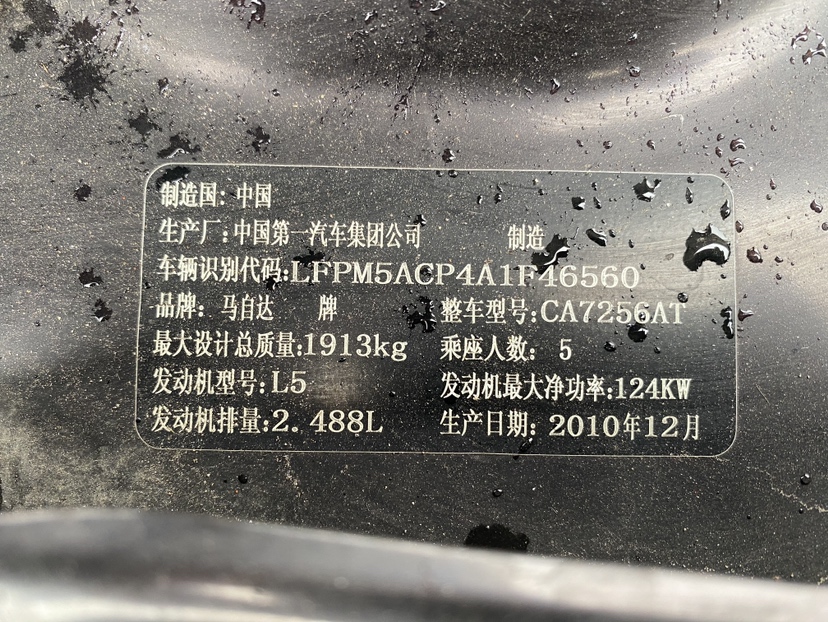 制造国: 中国
生产厂: 中国第一汽车集团公司 制造
车辆识别代码:LFPM5ACP4A1F46560
品牌: 马自达 牌 整车型号:CA7256AT
最大设计总质量:1913kg 乘座人数: 5
发动机型号:L5 发动机最大净功率:124KW
发动机排量:2.488L 生产日期: 2010年12月